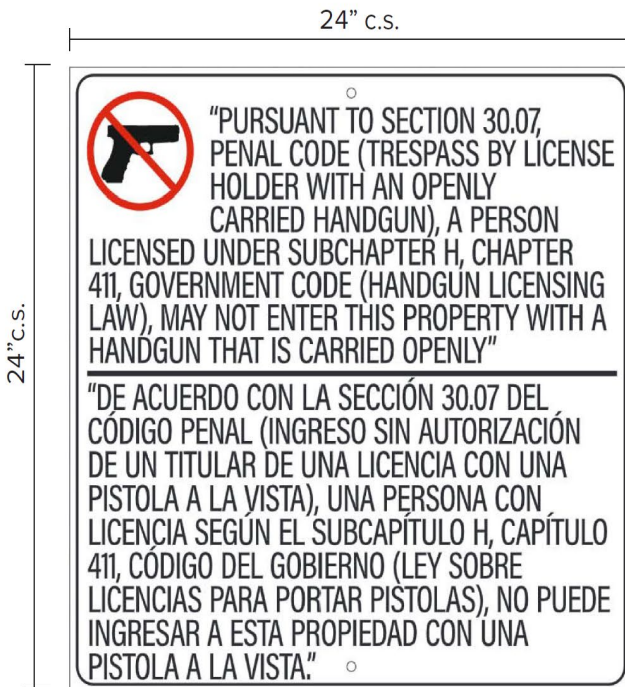 24” c.s.
24”c.s.
“PURSUANT TO SECTION 30.07,
PENAL CODE (TRESPASS BY LICENSE
HOLDER WITH AN OPENLY
CARRIED HANDGUN), A PERSON
LICENSED UNDER SUBCHAPTER H, CHAPTER
411, GOVERNMENT CODE (HANDGUN LICENSING
LAW), MAY NOT ENTER THIS PROPERTY WITH A
HANDGUN THAT IS CARRIED OPENLY”
“DE ACUERDO CON LA SECCIÓN 30.07 DEL
CÓDIGO PENAL (INGRESO SIN AUTORIZACIÓN
DE UN TITULAR DE UNA LICENCIA CON UNA
PISTOLA A LA VISTA), UNA PERSONA CON
LICENCIA SEGÚN EL SUBCAPÍTULO H, CAPÍTULO
411, CÓDIGO DEL GOBIERNO (LEY SOBRE
LICENCIAS PARA PORTAR PISTOLAS), NO PUEDE
INGRESAR A ESTA PROPIEDAD CON UNA
PISTOLA A LA VISTA.”